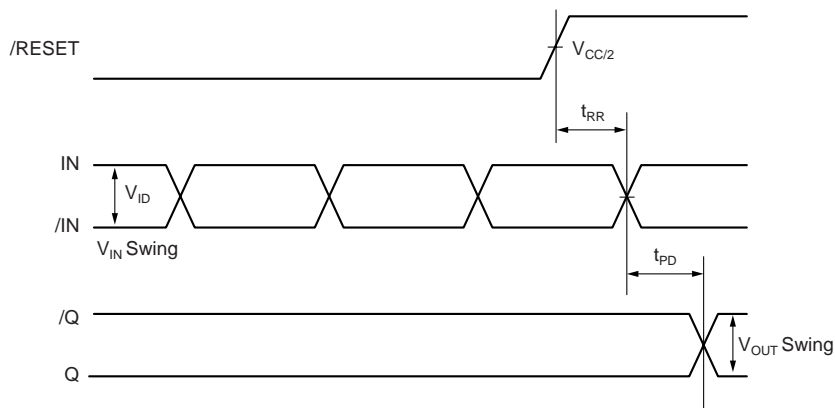 /RESET
V_CC/2
t_RR
IN
V_ID
/IN
V_IN Swing
t_PD
/Q
V_OUT Swing
Q